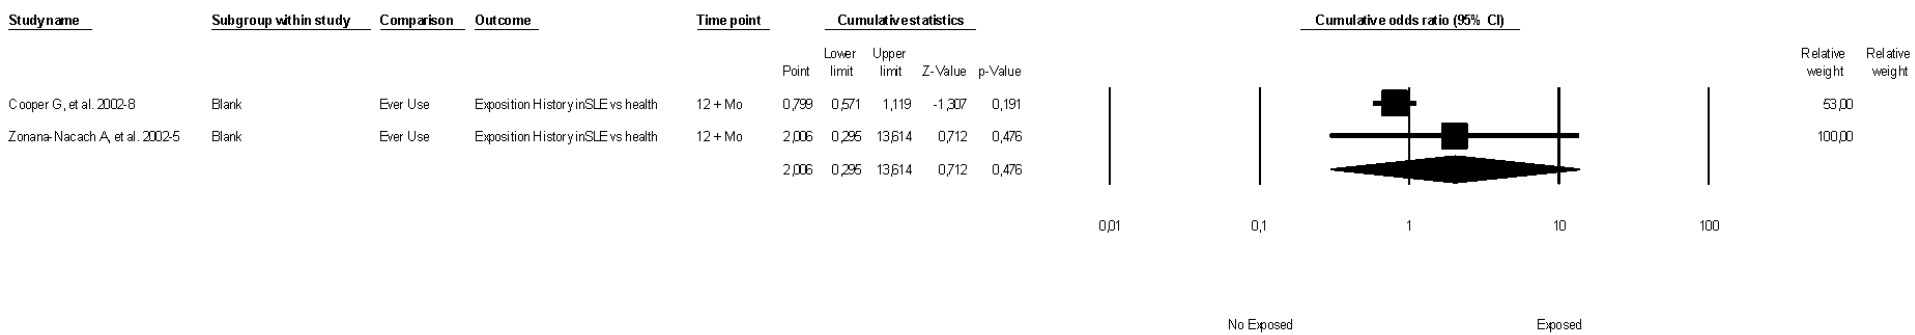 Study name Subgroup within study Comparison Outcome Time point Cumulative statistics Cumulative odds ratio (95% CI)
Lower Upper Relative Relative
Point limit limit Z-Value p-Value weight weight
Cooper G, et al. 2002-8 Blank Ever Use Exposition History inSLE vs health 12 + Mo 0,799 0,571 1,119 -1,307 0,191 53,00
Zonana-Nacach A, et al. 2002-5 Blank Ever Use Exposition History inSLE vs health 12 + Mo 2,006 0,295 13,614 0,712 0,476 100,00
2,006 0,295 13,614 0,712 0,476
0,01 0,1 1 10 100
No Exposed Exposed